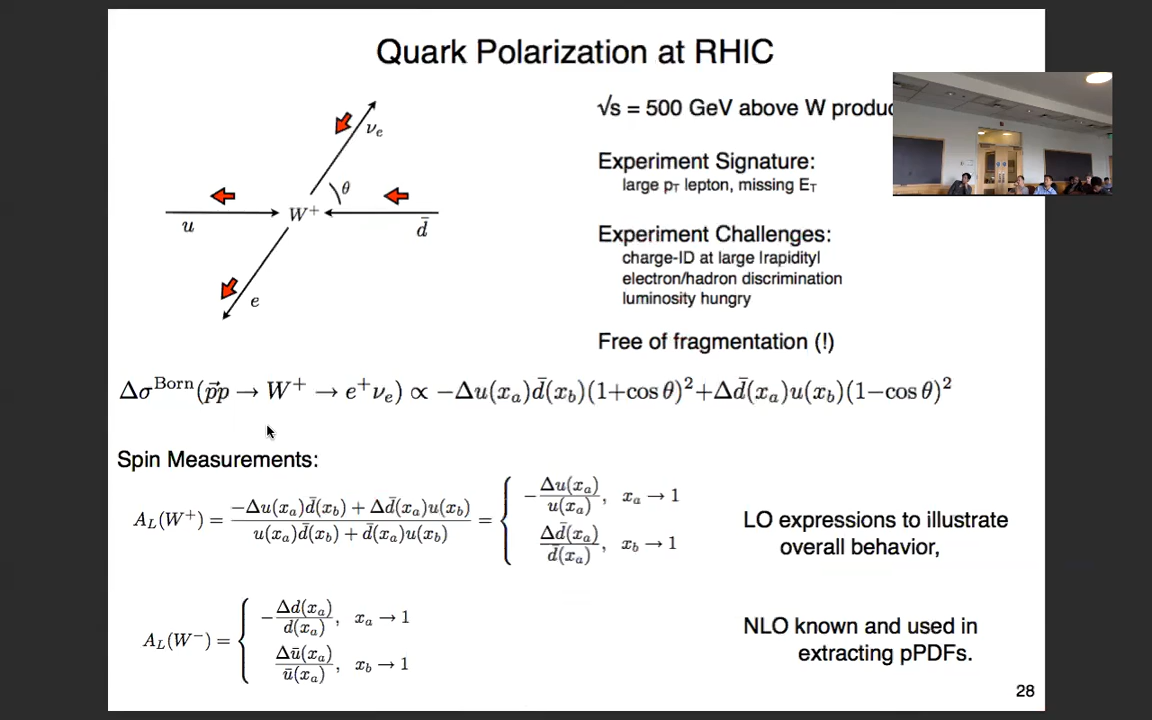 Quark Polarization at RHIC
νe
θ
W+
u
d̄
e
√s = 500 GeV above W
Experiment Signature:
large pT lepton, missing ET
Experiment Challenges:
charge-ID at large |rapidity|
electron/hadron discrimination
luminosity hungry
Free of fragmentation (!)
Δσ^Born(p⃗p → W+ → e+νe) ∝ −Δu(xa)d̄(xb)(1+cos θ)²+Δd̄(xa)u(xb)(1−cos θ)²
Spin Measurements:
AL(W+) = (−Δu(xa)d̄(xb) + Δd̄(xa)u(xb)) / (u(xa)d̄(xb) + d̄(xa)u(xb)) = { −Δu(xa)/u(xa), xa → 1
Δd̄(xa)/d̄(xa), xb → 1
LO expressions to illustrate
overall behavior,
AL(W−) = { −Δd(xa)/d(xa), xa → 1
Δū(xa)/ū(xa), xb → 1
NLO known and used in
extracting pPDFs.
28